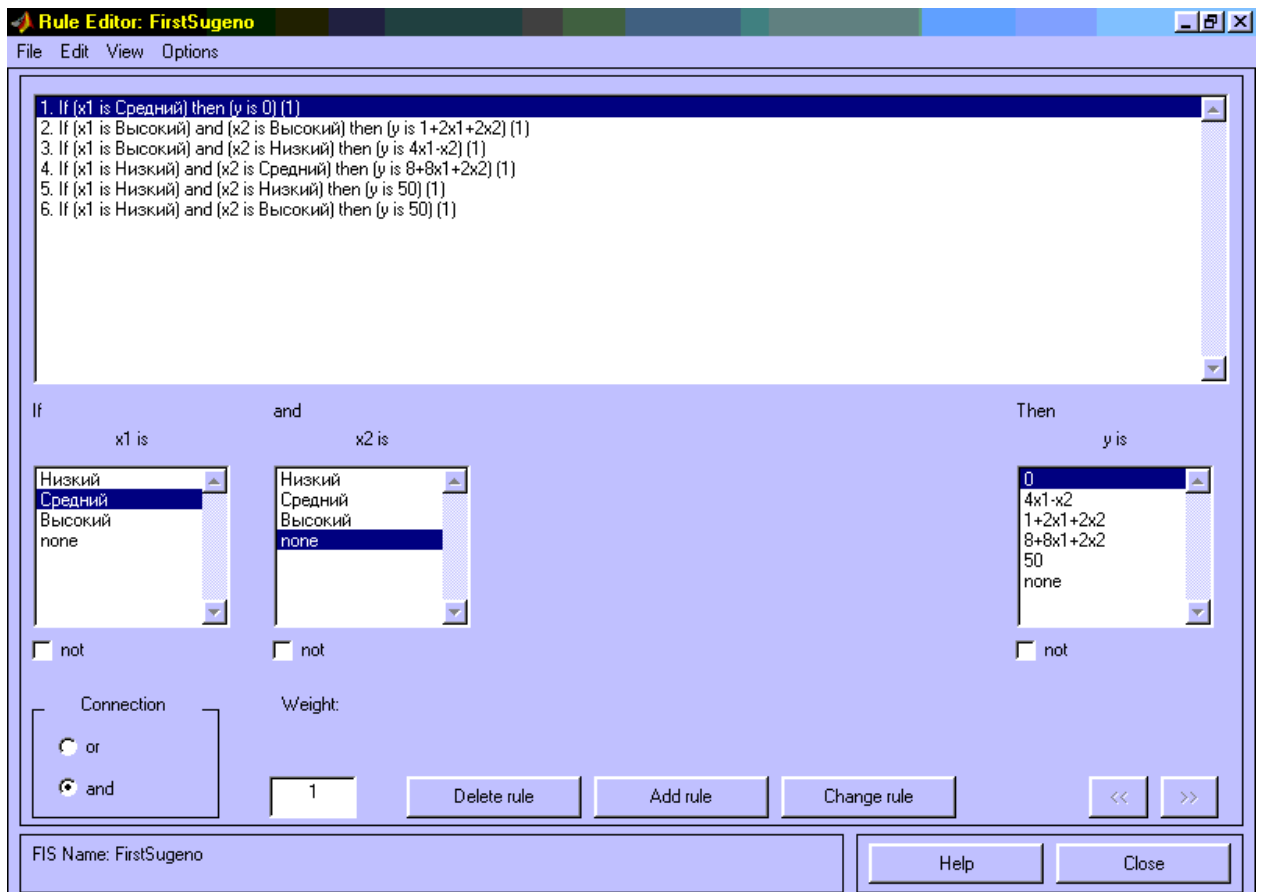 Rule Editor: FirstSugeno
File Edit View Options
1. If (x1 is Средний) then (y is 0) (1)
2. If (x1 is Высокий) and (x2 is Высокий) then (y is 1+2x1+2x2) (1)
3. If (x1 is Высокий) and (x2 is Низкий) then (y is 4x1-x2) (1)
4. If (x1 is Низкий) and (x2 is Средний) then (y is 8+8x1+2x2) (1)
5. If (x1 is Низкий) and (x2 is Низкий) then (y is 50) (1)
6. If (x1 is Низкий) and (x2 is Высокий) then (y is 50) (1)
If
x1 is
Низкий
Средний
Высокий
none
not
and
x2 is
Низкий
Средний
Высокий
none
not
Then
y is
0
4x1-x2
1+2x1+2x2
8+8x1+2x2
50
none
not
Connection
or
and
Weight:
1
Delete rule
Add rule
Change rule
<<
>>
FIS Name: FirstSugeno
Help
Close